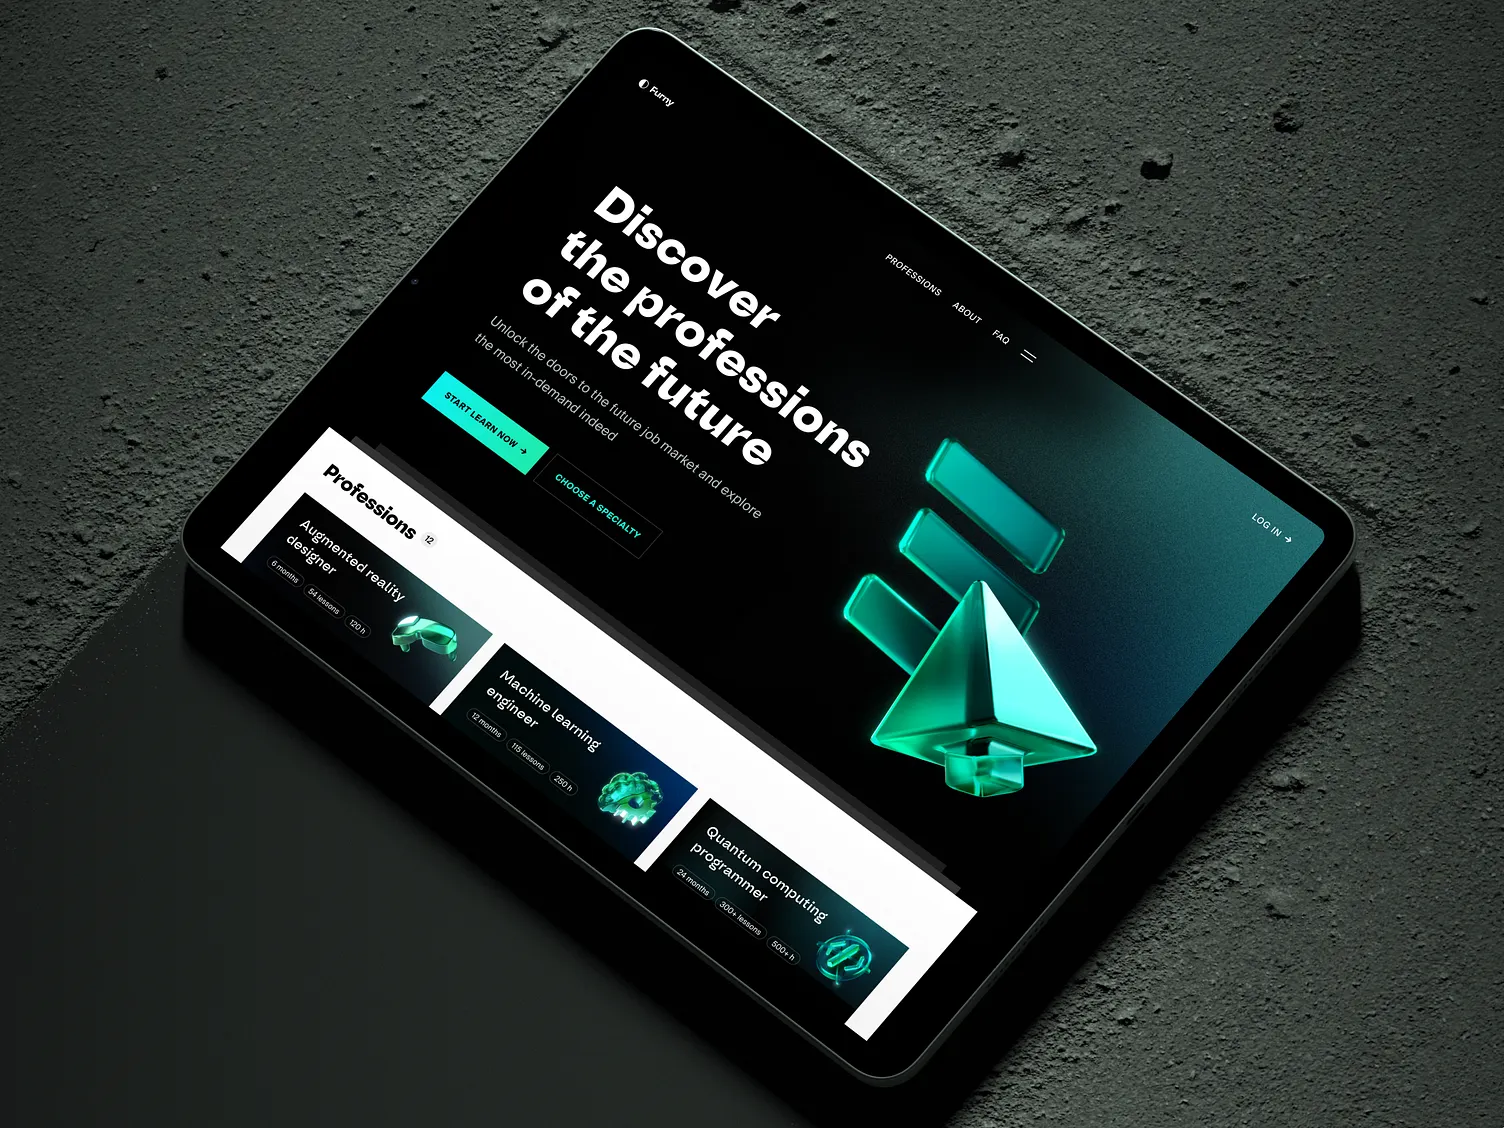 Furny
PROFESSIONS
ABOUT
FAQ
LOG IN →
Discover
the professions
of the future
Unlock the doors to the future job market and explore
the most in-demand indeed
START LEARN NOW →
CHOOSE A SPECIALTY
Professions 12
Augmented reality
designer
6 months
54 lessons
120 h
Machine learning
engineer
12 months
115 lessons
250 h
Quantum computing
programmer
24 months
300+ lessons
500+ h